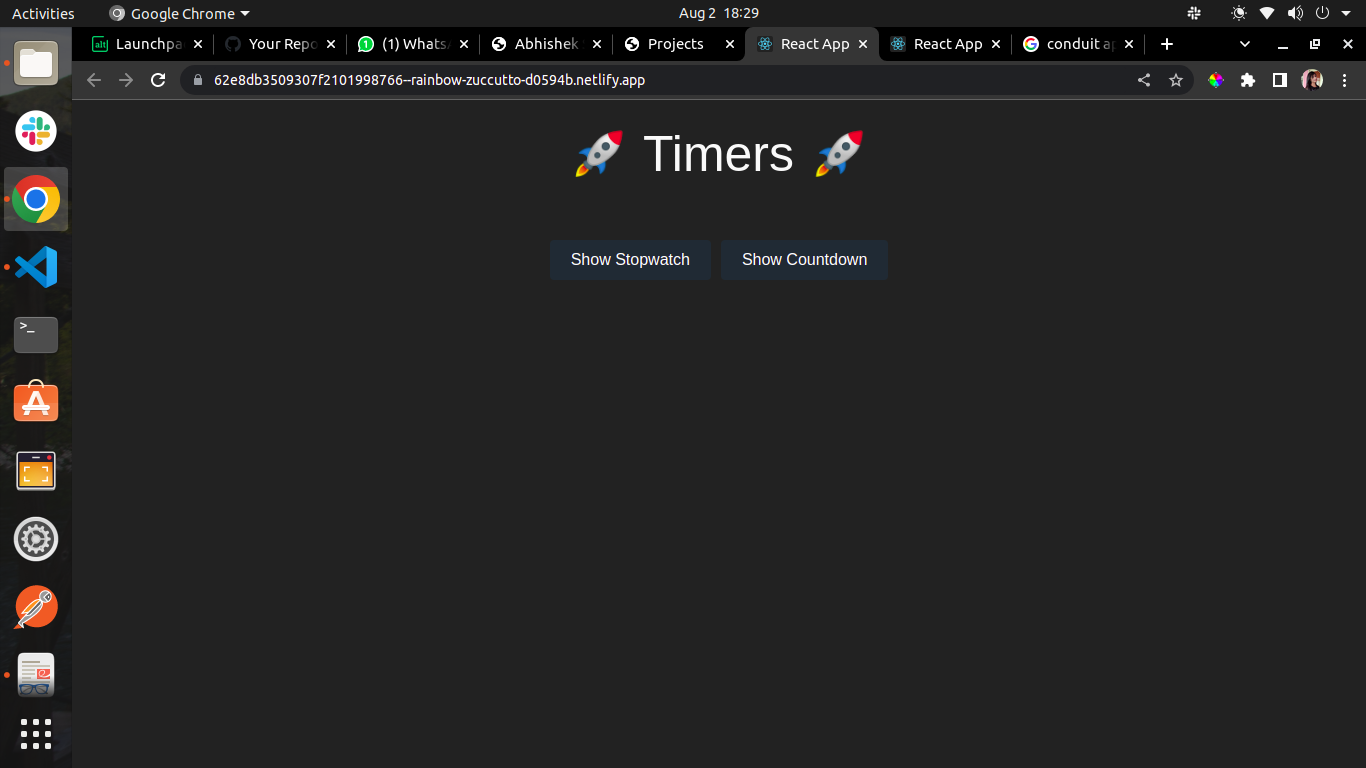 Activities Google Chrome Aug 2 18:29
Launchpa Your Repo (1) Whats Abhishek Projects React App React App conduit ap
62e8db3509307f2101998766--rainbow-zuccutto-d0594b.netlify.app
🚀 Timers 🚀
Show Stopwatch Show Countdown